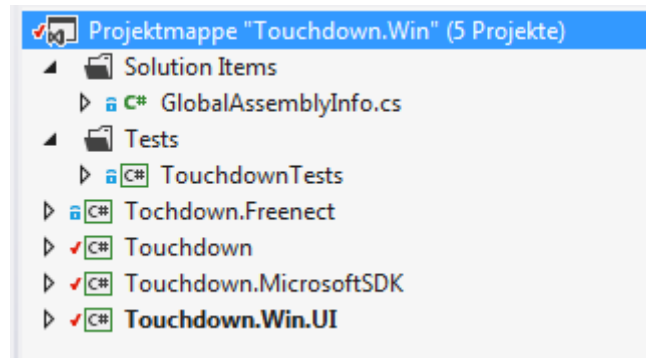 Projektmappe "Touchdown.Win" (5 Projekte)
Solution Items
C# GlobalAssemblyInfo.cs
Tests
C# TouchdownTests
C# Tochdown.Freenect
C# Touchdown
C# Touchdown.MicrosoftSDK
C# Touchdown.Win.UI